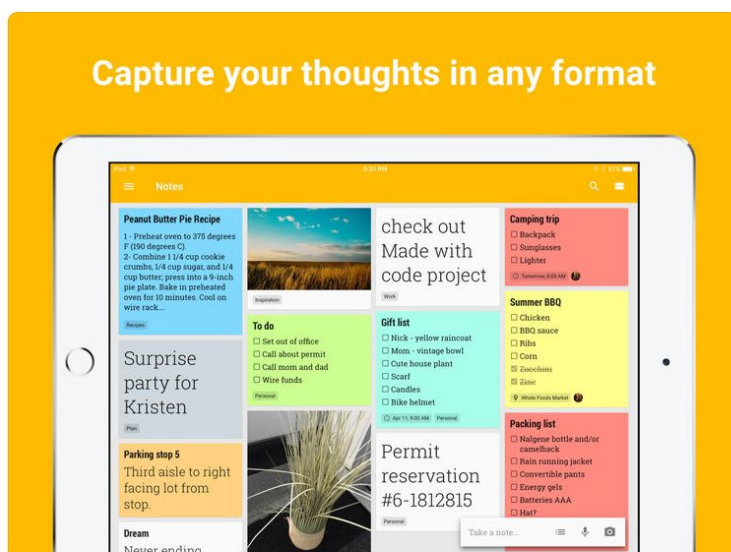 Capture your thoughts in any format
iPad
5:31 PM
87%
Notes
Peanut Butter Pie Recipe
1 - Preheat oven to 375 degrees
F (190 degrees C).
2- Combine 1 1/4 cup cookie
crumbs, 1/4 cup sugar, and 1/4
cup butter; press into a 9-inch
pie plate. Bake in preheated
oven for 10 minutes. Cool on
wire rack....
Recipes
Surprise
party for
Kristen
Plan
Parking stop 5
Third aisle to right
facing lot from
stop.
Dream
Never ending
Inspiration
To do
Set out of office
Call about permit
Call mom and dad
Wire funds
Personal
check out
Made with
code project
Work
Gift list
Nick - yellow raincoat
Mom - vintage bowl
Cute house plant
Scarf
Candles
Bike helmet
Apr 11, 9:00 AM Personal
Permit
reservation
#6-1812815
Personal
Camping trip
Backpack
Sunglasses
Lighter
Tomorrow, 8:00 AM
Summer BBQ
Chicken
BBQ sauce
Ribs
Corn
Zucchini
Zinc
Whole Foods Market
Packing list
Nalgene bottle and/or
camelback
Rain running jacket
Convertible pants
Energy gels
Batteries AAA
Hat?
Take a note...